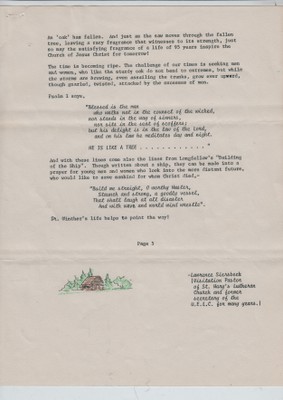 An 'oak' has fallen. And just as the sun moves through the fallen
tree, leaving a rare fragrance that witnesses to its strength, just
so may the satisfying fragrance of a life of 95 years inspire the
Church of Jesus Christ for tomorrow!
The time is becoming ripe. The challenge of our times is seeking men
and women, who like the sturdy oak do not bend to extremes, but while
the storms are blowing, even assailing the trunks, grow ever upward,
though gnarled, twisted, attacked by the excesses of man.
Psalm 1 says,
"Blessed is the man
who walks not in the counsel of the wicked,
nor stands in the way of sinners,
nor sits in the seat of scoffers;
but his delight is in the law of the Lord,
and on his law he meditates day and night.
HE IS LIKE A TREE . . . . . . . . . . . . "
And with these lines come also the lines from Longfellow's "Building
of the Ship". Though written about a ship, they can be made into a
prayer for young men and women who look into the more distant future,
who would like to save mankind for whom Christ died,-
"Build me straight, O worthy Master,
Staunch and strong, a goodly vessel,
That shall laugh at all disaster
And with wave and world wind wrestle".
Dr. Winther's life helps to point the way!
Page 3
-Lawrence Siersbeck
(Visitation Pastor
of St. Mary's Lutheran
Church and former
secretary of the
U.E.L.C. for many years.)